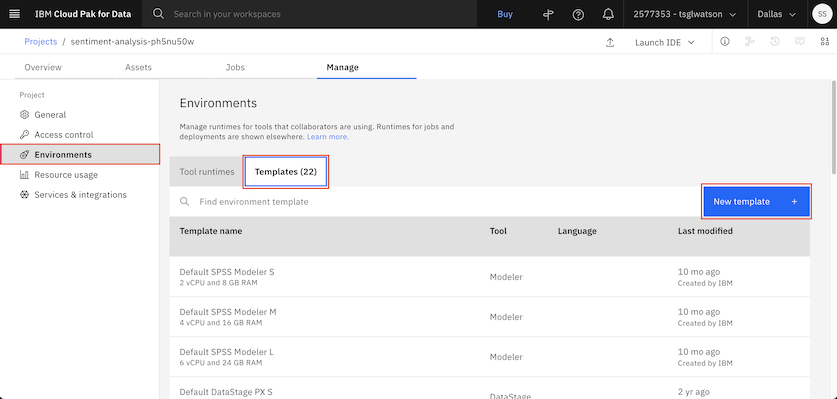 IBM Cloud Pak for Data
Search in your workspaces
Buy
2577353 - tsglwatson
Dallas
SS
Projects / sentiment-analysis-ph5nu50w
Launch IDE
Overview
Assets
Jobs
Manage
Project
General
Access control
Environments
Resource usage
Services & integrations
Environments
Manage runtimes for tools that collaborators are using. Runtimes for jobs and
deployments are shown elsewhere. Learn more.
Tool runtimes
Templates (22)
Find environment template
New template +
Template name Tool Language Last modified
Default SPSS Modeler S
2 vCPU and 8 GB RAM
Modeler
10 mo ago
Created by IBM
Default SPSS Modeler M
4 vCPU and 16 GB RAM
Modeler
10 mo ago
Created by IBM
Default SPSS Modeler L
6 vCPU and 24 GB RAM
Modeler
10 mo ago
Created by IBM
Default DataStage PX S
DataStage
2 yr ago